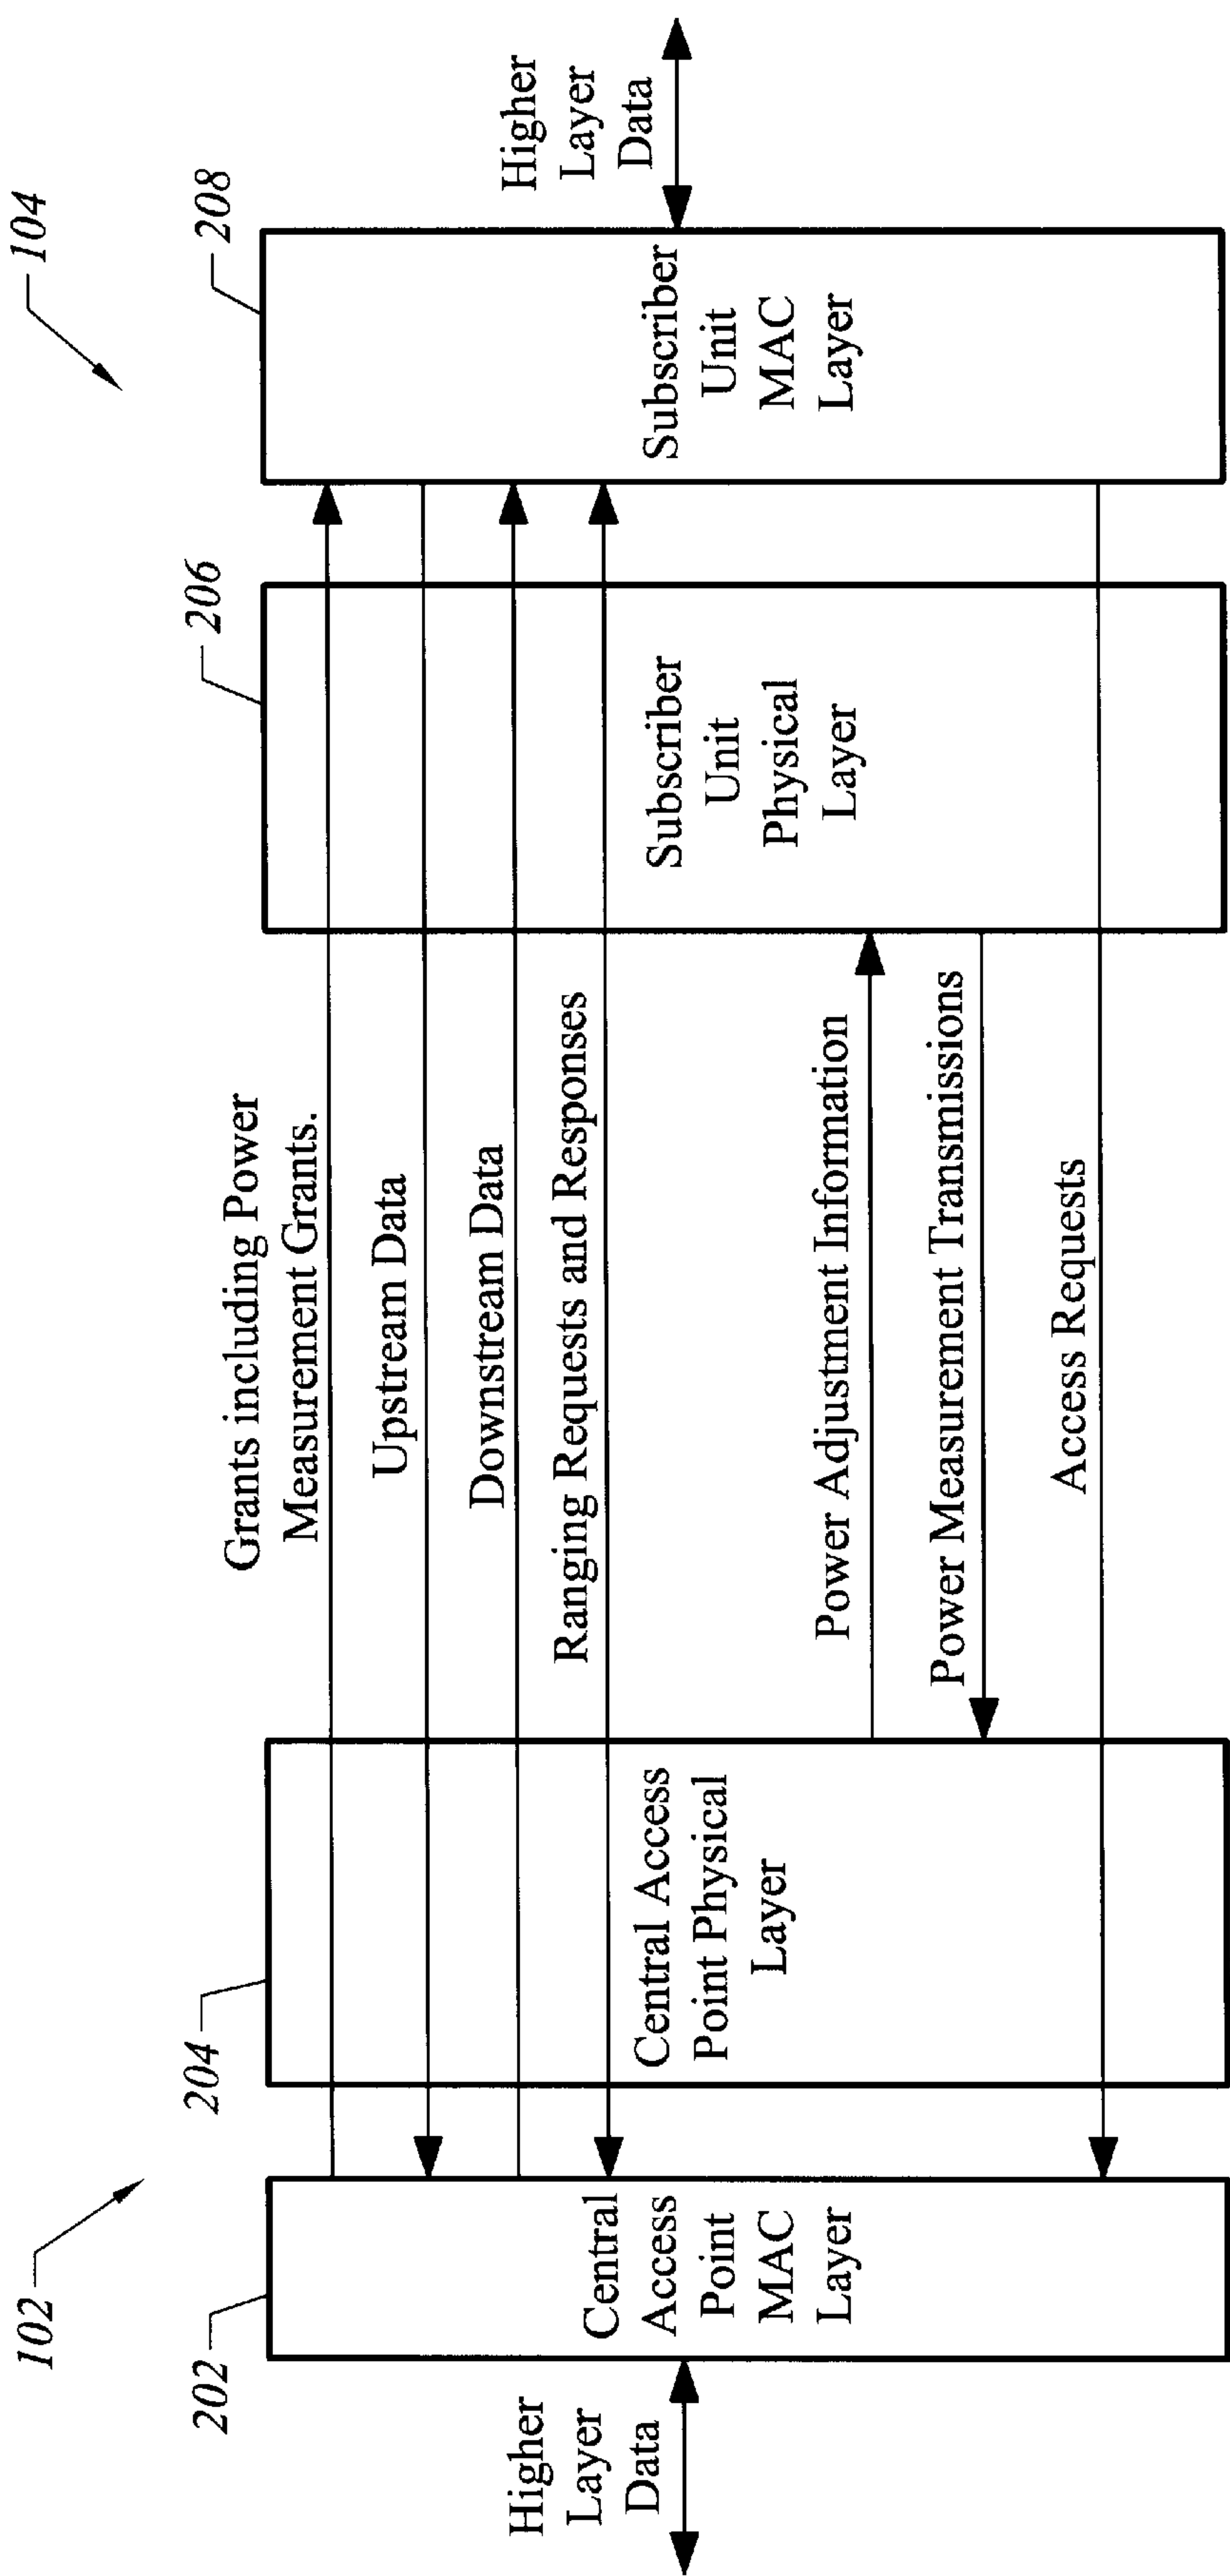 102
104
202
204
206
208
Higher
Layer
Data
Central
Access
Point
MAC
Layer
Central Access
Point Physical
Layer
Grants including Power
Measurement Grants.
Upstream Data
Downstream Data
Ranging Requests and Responses
Power Adjustment Information
Power Measurement Transmissions
Access Requests
Subscriber
Unit
Physical
Layer
Subscriber
Unit
MAC
Layer
Higher
Layer
Data